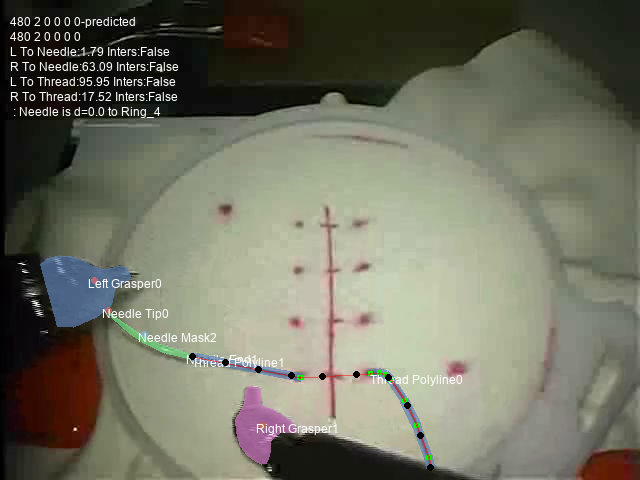 480 2 0 0 0 0-predicted
480 2 0 0 0 0
L To Needle:1.79 Inters:False
R To Needle:63.09 Inters:False
L To Thread:95.95 Inters:False
R To Thread:17.52 Inters:False
: Needle is d=0.0 to Ring_4
Left Grasper0
Needle Tip0
Needle Mask2
Thread Polyline1
Thread Polyline0
Right Grasper1